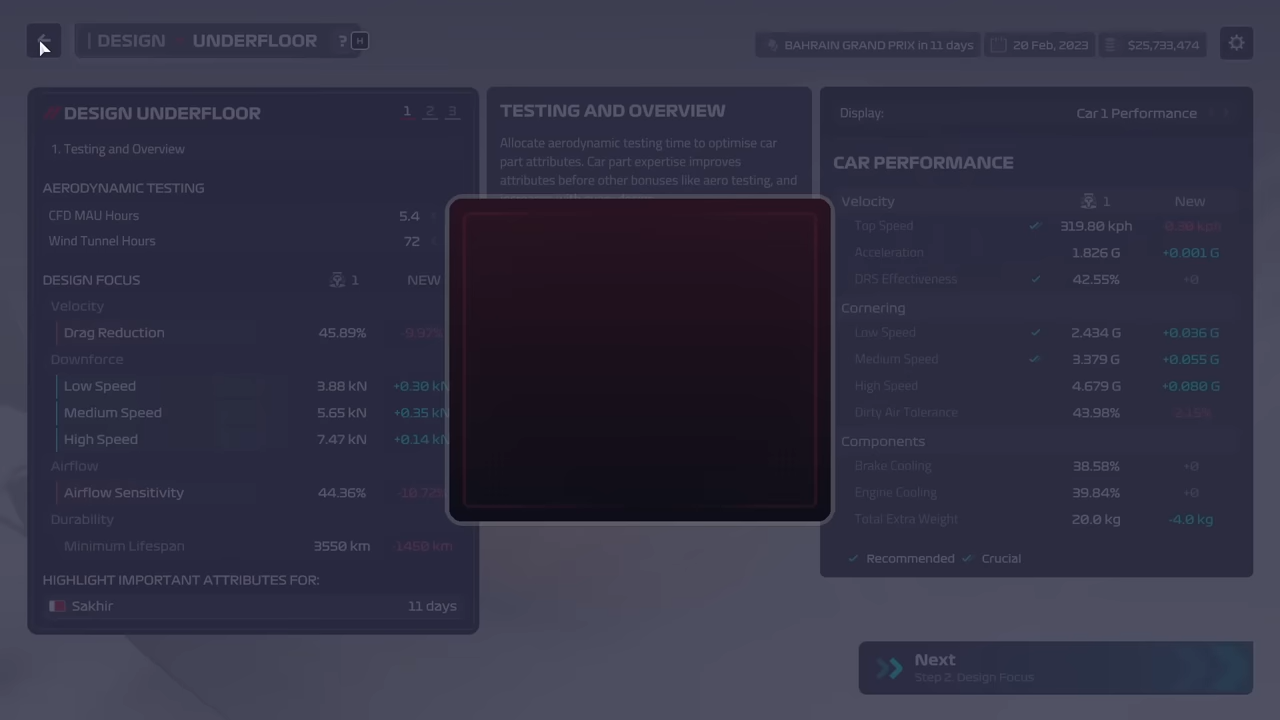 DESIGN UNDERFLOOR ? H
BAHRAIN GRAND PRIX in 11 days 20 Feb, 2023 $25,733,474
DESIGN UNDERFLOOR 1 2 3
1. Testing and Overview
AERODYNAMIC TESTING
CFD MAU Hours 5.4
Wind Tunnel Hours 72
DESIGN FOCUS 1 NEW
Velocity
Drag Reduction 45.89% -9.97%
Downforce
Low Speed 3.88 kN +0.30 kN
Medium Speed 5.65 kN +0.35 kN
High Speed 7.47 kN +0.14 kN
Airflow
Airflow Sensitivity 44.36% -10.72%
Durability
Minimum Lifespan 3550 km -1450 km
HIGHLIGHT IMPORTANT ATTRIBUTES FOR:
Sakhir 11 days
TESTING AND OVERVIEW
Allocate aerodynamic testing time to optimise car
part attributes. Car part expertise improves
attributes before other bonuses like aero testing, and
Display: Car 1 Performance
CAR PERFORMANCE
Velocity 1 New
Top Speed 319.80 kph 0.30 kph
Acceleration 1.826 G +0.001 G
DRS Effectiveness 42.55% +0
Cornering
Low Speed 2.434 G +0.036 G
Medium Speed 3.379 G +0.055 G
High Speed 4.679 G +0.080 G
Dirty Air Tolerance 43.98%
Components
Brake Cooling 38.58% +0
Engine Cooling 39.84% +0
Total Extra Weight 20.0 kg -4.0 kg
Recommended Crucial
Next
Step 2. Design Focus